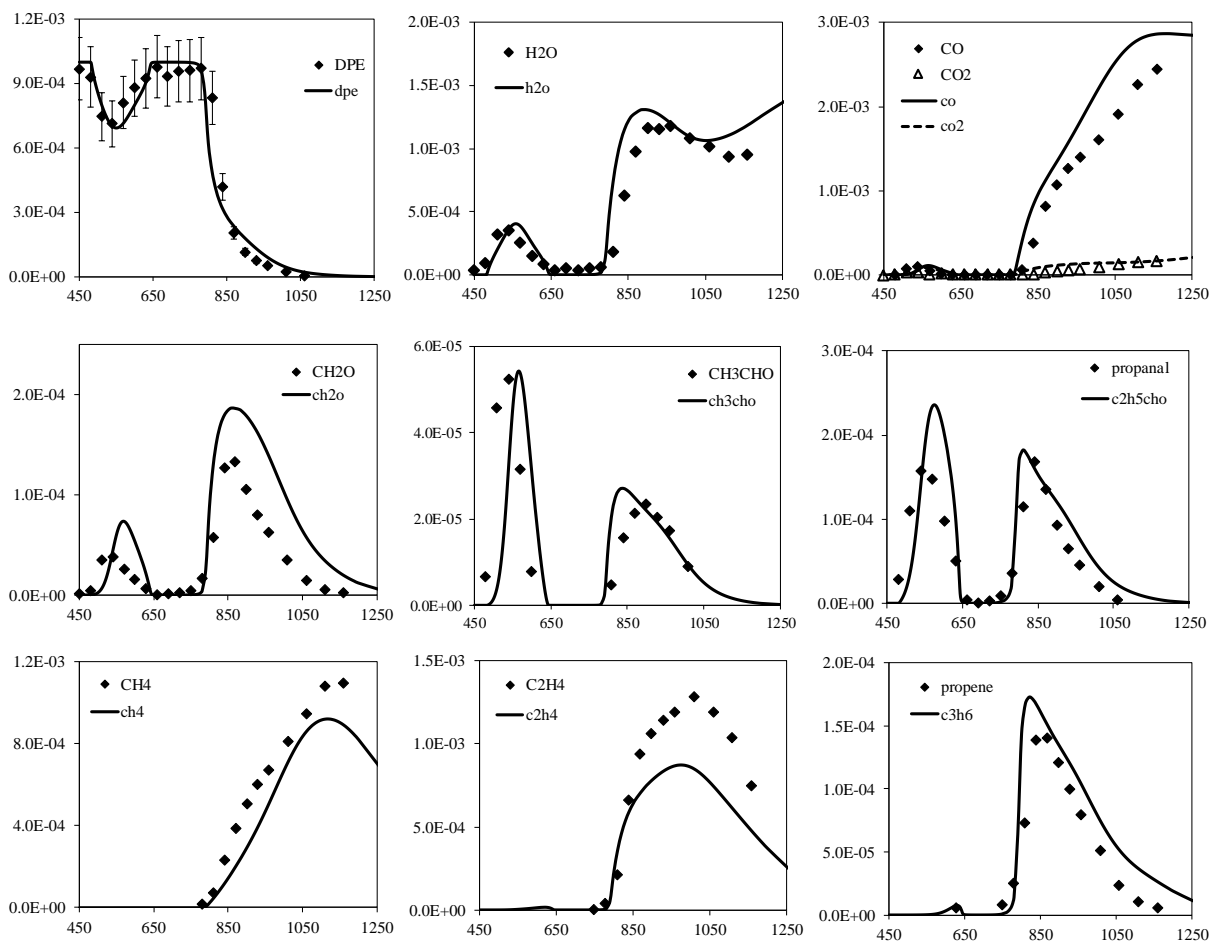 1.2E-03
9.0E-04
6.0E-04
3.0E-04
0.0E+00
450 650 850 1050 1250
DPE
dpe
2.0E-03
1.5E-03
1.0E-03
5.0E-04
0.0E+00
450 650 850 1050 1250
H2O
h2o
3.0E-03
2.0E-03
1.0E-03
0.0E+00
450 650 850 1050 1250
CO
CO2
co
co2
2.0E-04
1.0E-04
0.0E+00
450 650 850 1050 1250
CH2O
ch2o
6.0E-05
4.0E-05
2.0E-05
0.0E+00
450 650 850 1050 1250
CH3CHO
ch3cho
3.0E-04
2.0E-04
1.0E-04
0.0E+00
450 650 850 1050 1250
propanal
c2h5cho
1.2E-03
8.0E-04
4.0E-04
0.0E+00
450 650 850 1050 1250
CH4
ch4
1.5E-03
1.0E-03
5.0E-04
0.0E+00
450 650 850 1050 1250
C2H4
c2h4
2.0E-04
1.5E-04
1.0E-04
5.0E-05
0.0E+00
450 650 850 1050 1250
propene
c3h6